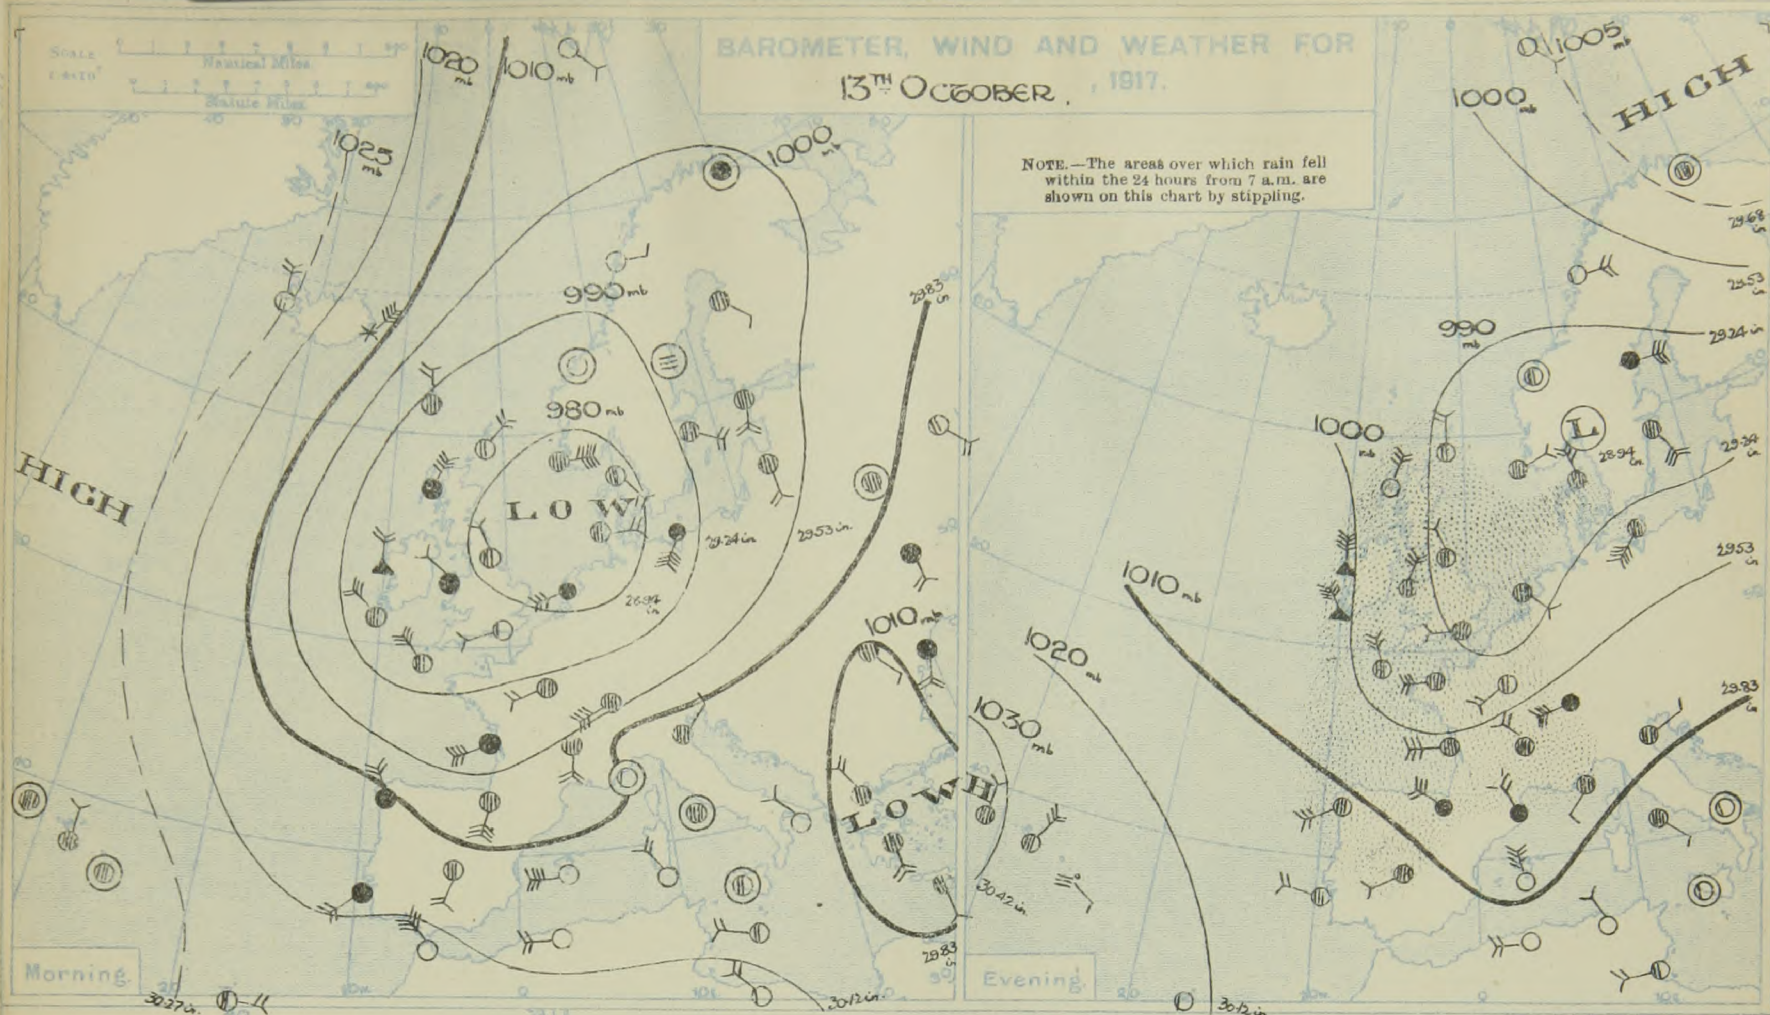 SCALE
Nautical Miles
Statute Miles
BAROMETER, WIND AND WEATHER FOR
13TH OCTOBER, 1917.
NOTE.—The areas over which rain fell
within the 24 hours from 7 a.m. are
shown on this chart by stippling.
1020 mb
1010 mb
1025 mb
1000 mb
990 mb
980 mb
HIGH
LOW
29.83 in
29.24 in
29.53 in
28.94 in
1010 mb
LOW
29.83 in
30.27 in.
30.12 in.
Morning.
1005 mb
1000 mb
HIGH
29.68 in
29.53 in
990 mb
29.24 in
L
28.94 in
1000 mb
29.24 in
29.53 in
1010 mb
1020 mb
1030 mb
H
29.83 in
30.42 in.
30.12 in.
Evening.